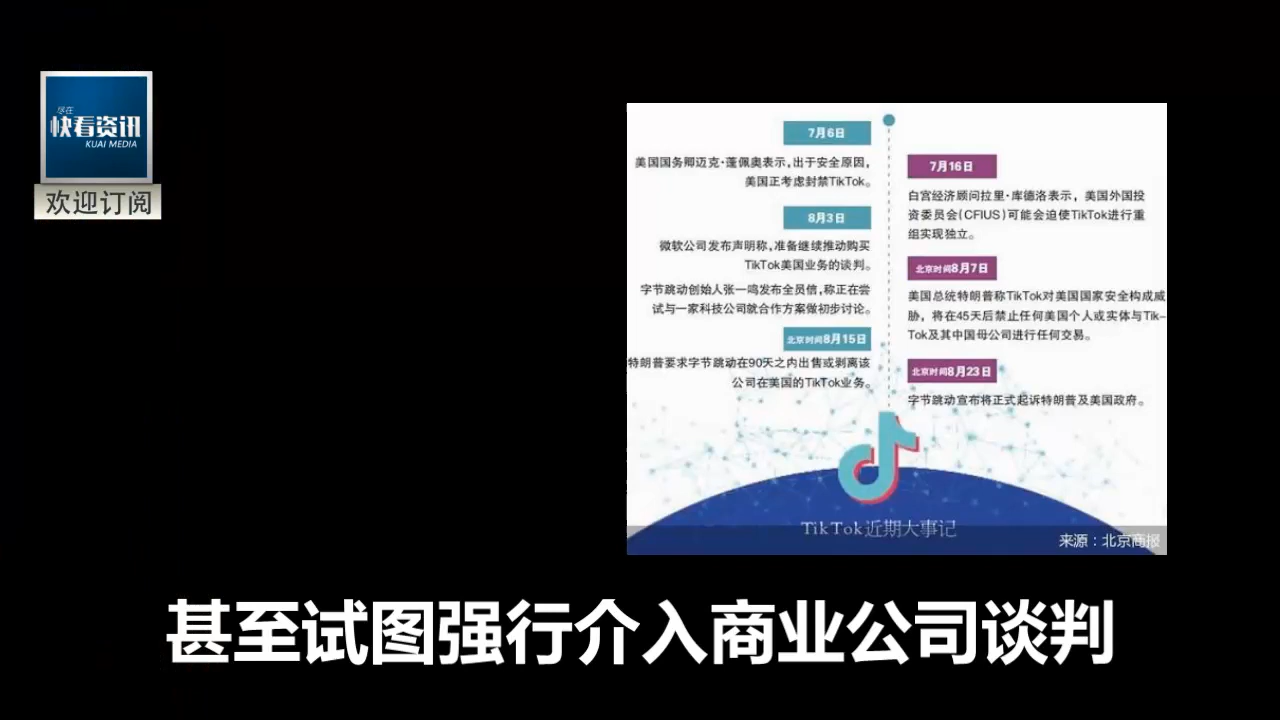 尽在
快看资讯
KUAI MEDIA
欢迎订阅
7月6日
美国国务卿迈克·蓬佩奥表示,出于安全原因,
美国正考虑封禁TikTok。
7月16日
白宫经济顾问拉里·库德洛表示,美国外国投
资委员会(CFIUS)可能会迫使TikTok进行重
组实现独立。
8月3日
微软公司发布声明称,准备继续推动购买
TikTok美国业务的谈判。
字节跳动创始人张一鸣发布全员信,称正在尝
试与一家科技公司就合作方案做初步讨论。
北京时间8月7日
美国总统特朗普称TikTok对美国国家安全构成威
胁,将在45天后禁止任何美国个人或实体与Tik-
Tok及其中国母公司进行任何交易。
北京时间8月15日
特朗普要求字节跳动在90天之内出售或剥离该
公司在美国的TikTok业务。
北京时间8月23日
字节跳动宣布将正式起诉特朗普及美国政府。
TikTok近期大事记
来源：北京商报
甚至试图强行介入商业公司谈判